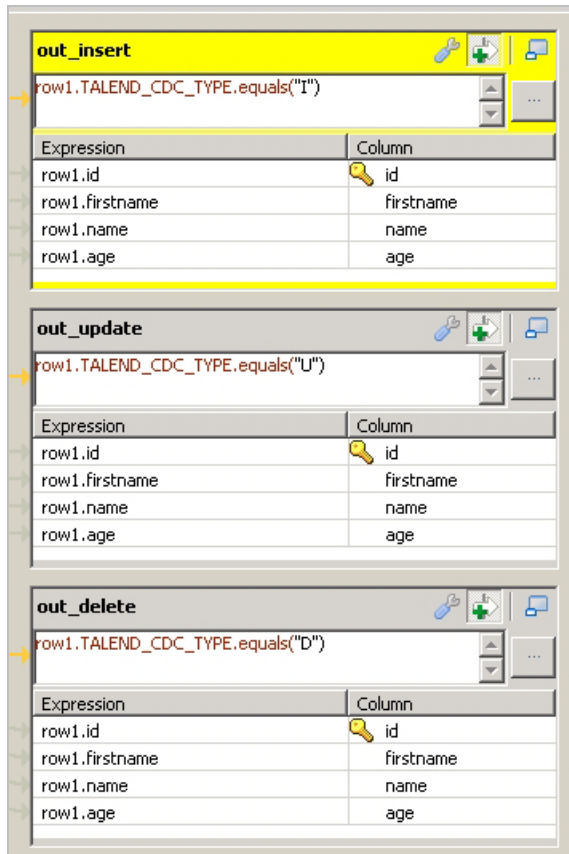 out_insert
row1.TALEND_CDC_TYPE.equals("I")
...
Expression Column
row1.id id
row1.firstname firstname
row1.name name
row1.age age
out_update
row1.TALEND_CDC_TYPE.equals("U")
...
Expression Column
row1.id id
row1.firstname firstname
row1.name name
row1.age age
out_delete
row1.TALEND_CDC_TYPE.equals("D")
...
Expression Column
row1.id id
row1.firstname firstname
row1.name name
row1.age age